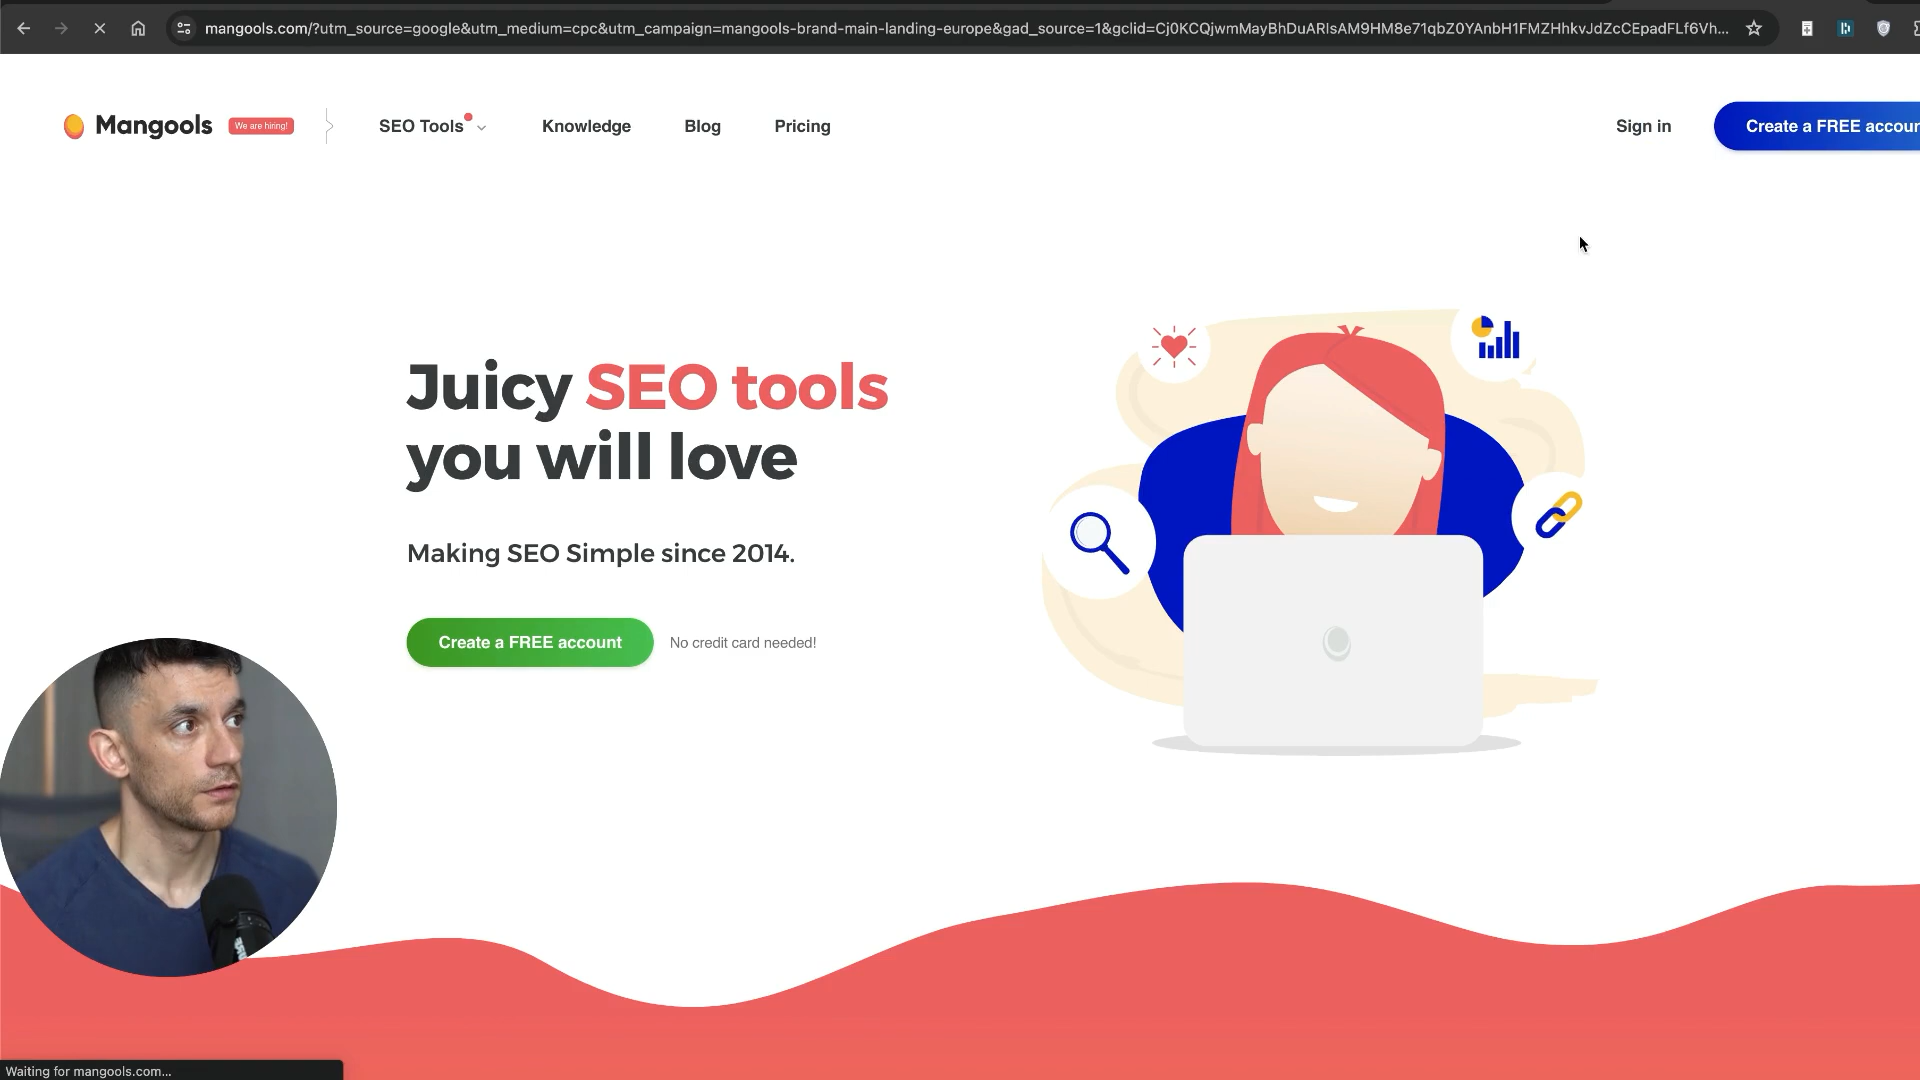 mangools.com/?utm_source=google&utm_medium=cpc&utm_campaign=mangools-brand-main-landing-europe&gad_source=1&gclid=Cj0KCQjwmMayBhDuARIsAM9HM8e71qbZ0YAnbH1FMZHhkvJdZcCEpadFLf6Vh...
Mangools We are hiring! SEO Tools Knowledge Blog Pricing Sign in Create a FREE accour
Juicy SEO tools
you will love
Making SEO Simple since 2014.
Create a FREE account No credit card needed!
Waiting for mangools.com...